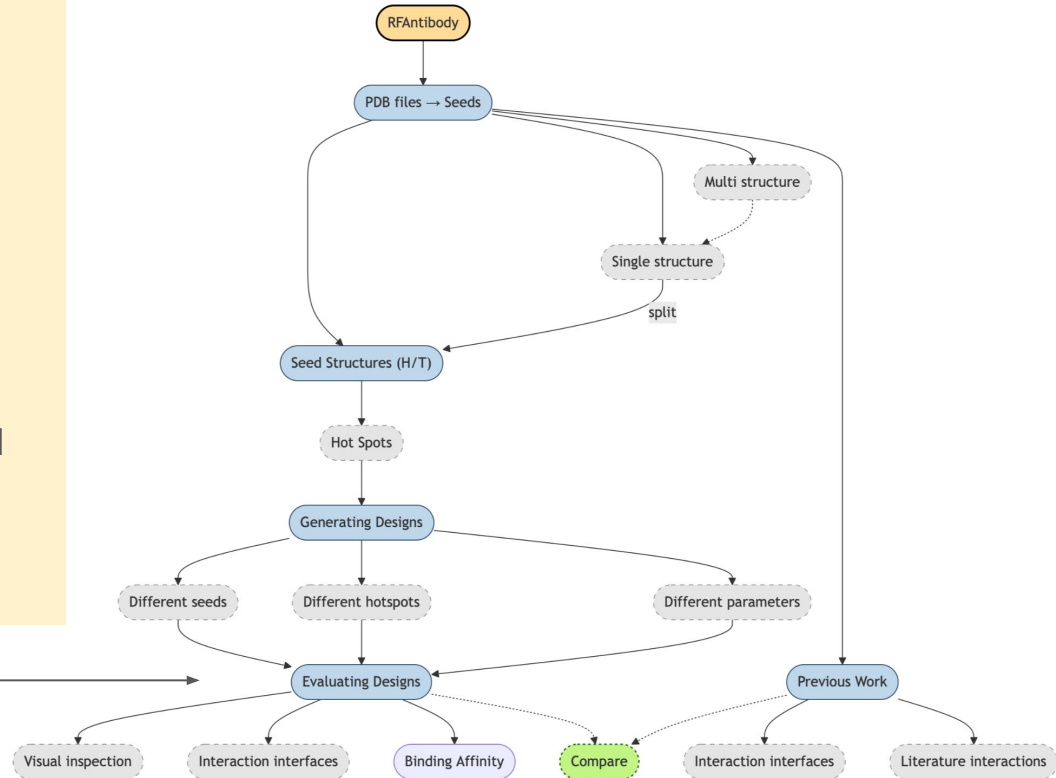 RFAntibody
PDB files → Seeds
Multi structure
Single structure
split
Seed Structures (H/T)
Hot Spots
Generating Designs
Different seeds
Different hotspots
Different parameters
Evaluating Designs
Previous Work
Visual inspection
Interaction interfaces
Binding Affinity
Compare
Interaction interfaces
Literature interactions